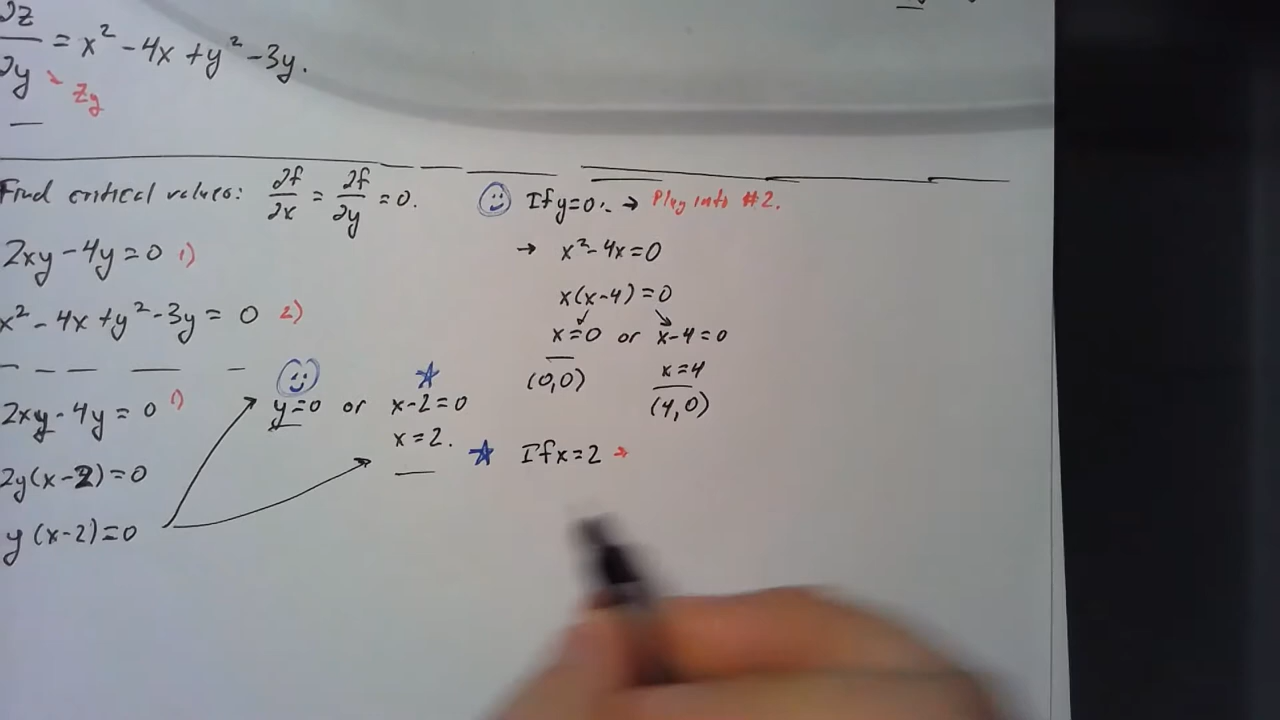 ∂z/∂y = x² - 4x + y² - 3y.
zy
Find critical values: ∂f/∂x = ∂f/∂y = 0.
2xy - 4y = 0 1)
x² - 4x + y² - 3y = 0 2)
2xy - 4y = 0 1)
2y(x-2) = 0
y(x-2) = 0
y=0 or x-2=0
x=2.
If y=0: → Plug into #2.
→ x² - 4x = 0
x(x-4) = 0
x=0 or x-4=0
x=4
(0,0) (4,0)
If x=2 →